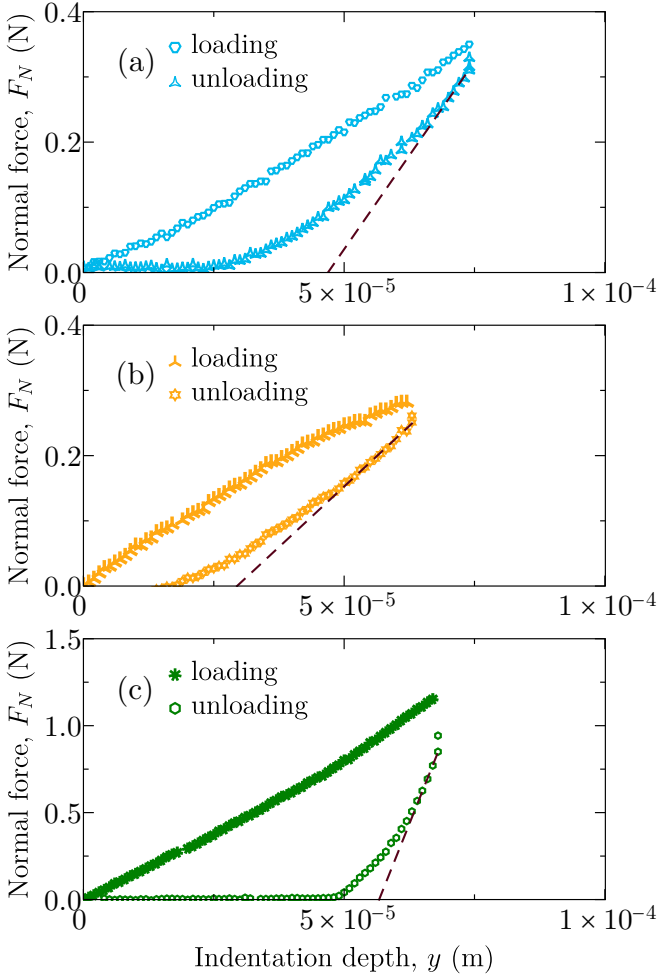 0.4
(a)
loading
unloading
0.2
0.0
0
5×10⁻⁵
1×10⁻⁴
Normal force, F_N (N)
0.4
(b)
loading
unloading
0.2
0.0
0
5×10⁻⁵
1×10⁻⁴
Normal force, F_N (N)
1.5
(c)
loading
unloading
1.0
0.5
0.0
0
5×10⁻⁵
1×10⁻⁴
Normal force, F_N (N)
Indentation depth, y (m)